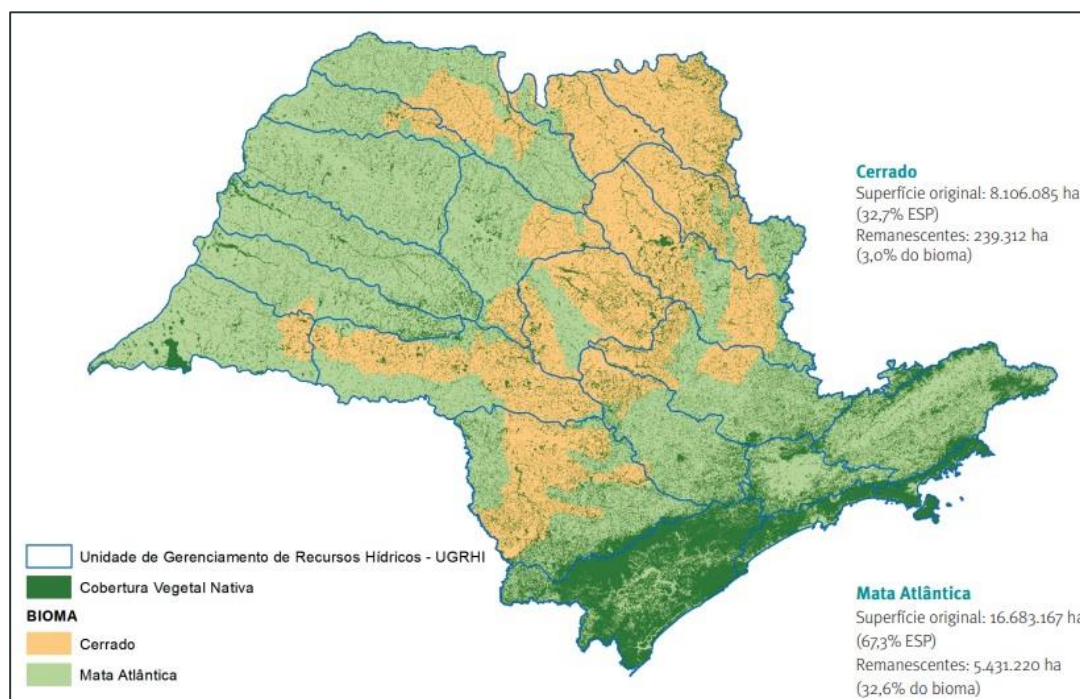 Cerrado
Superfície original: 8.106.085 ha
(32,7% ESP)
Remanescentes: 239.312 ha
(3,0% do bioma)
Unidade de Gerenciamento de Recursos Hídricos - UGRHI
Cobertura Vegetal Nativa
BIOMA
Cerrado
Mata Atlântica
Mata Atlântica
Superfície original: 16.683.167 ha
(67,3% ESP)
Remanescentes: 5.431.220 ha
(32,6% do bioma)